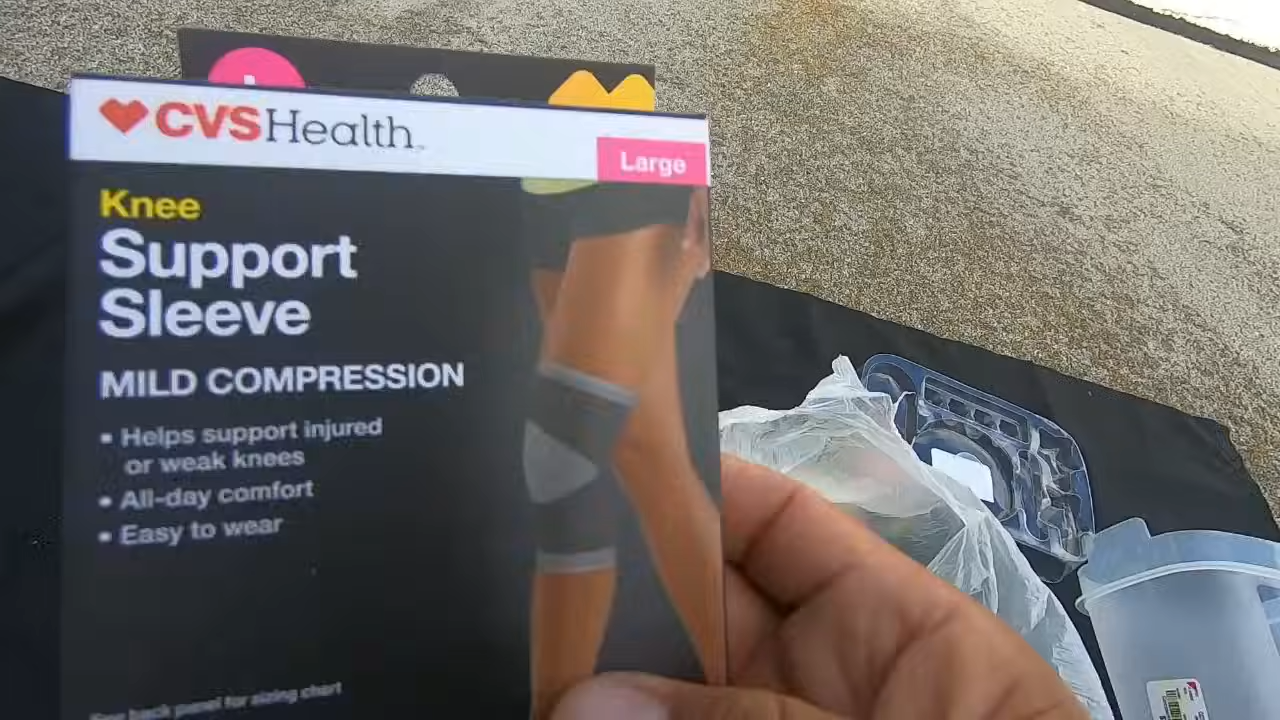 CVSHealth™
Large
Knee
Support
Sleeve
MILD COMPRESSION
▪ Helps support injured
or weak knees
▪ All-day comfort
▪ Easy to wear
See back panel for sizing chart